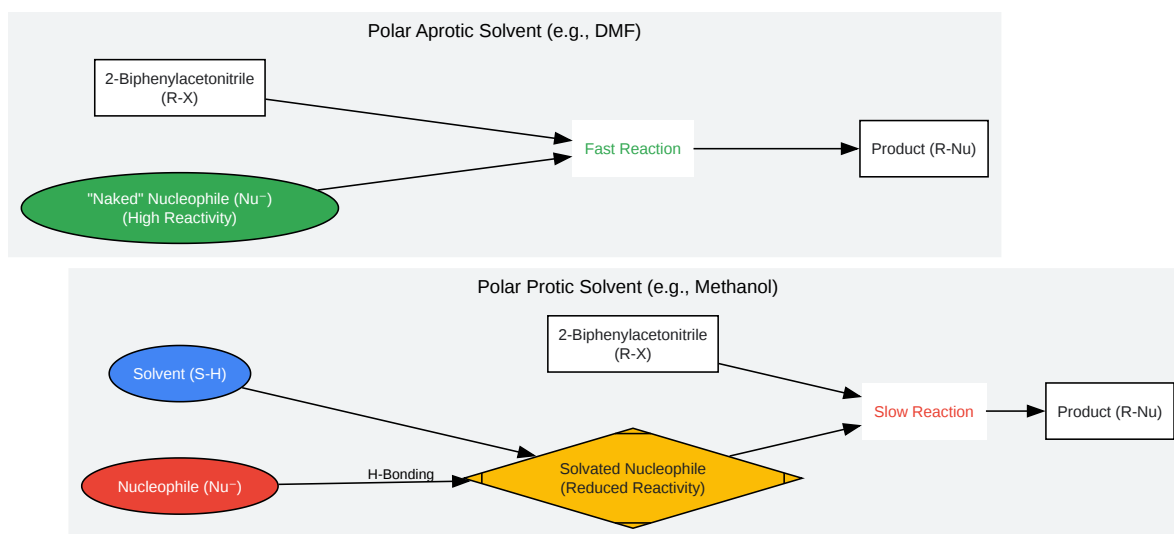 Polar Aprotic Solvent (e.g., DMF)
2-Biphenylacetonitrile
(R-X)
Fast Reaction
Product (R-Nu)
"Naked" Nucleophile (Nu⁻)
(High Reactivity)
Polar Protic Solvent (e.g., Methanol)
2-Biphenylacetonitrile
(R-X)
Solvent (S-H)
Slow Reaction
Product (R-Nu)
H-Bonding
Solvated Nucleophile
(Reduced Reactivity)
Nucleophile (Nu⁻)